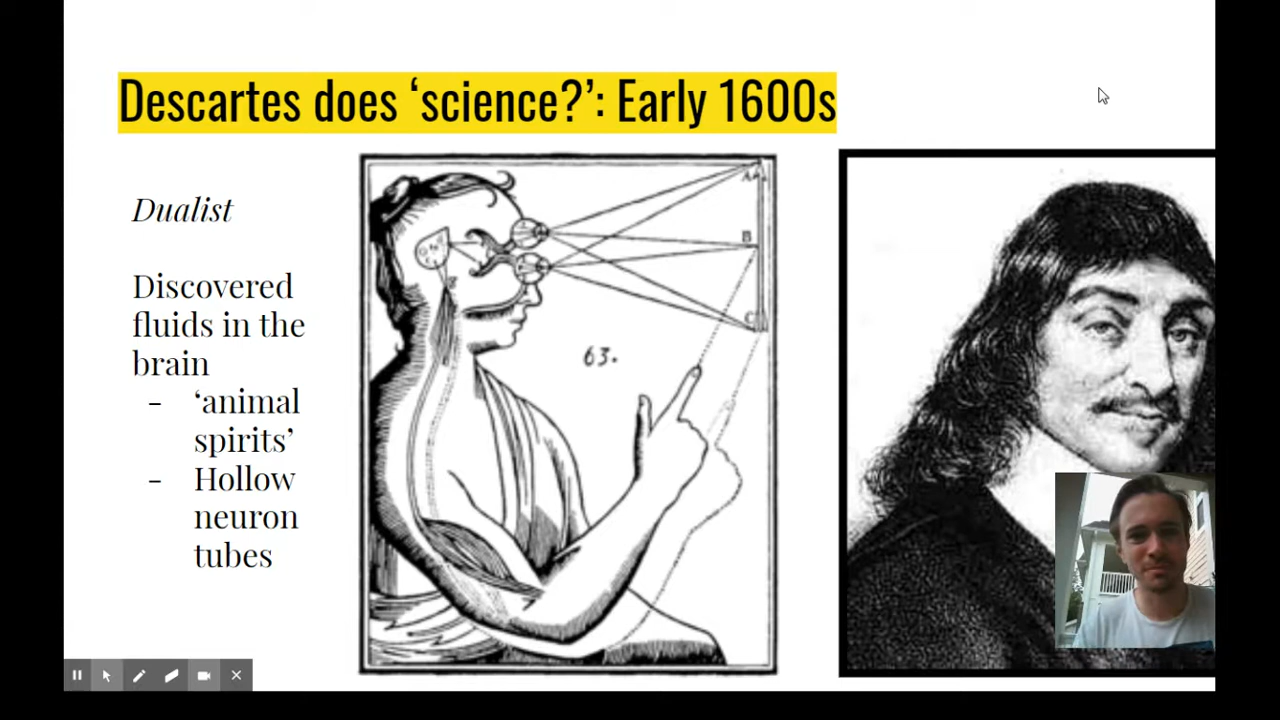 Descartes does ‘science?’: Early 1600s
Dualist
Discovered
fluids in the
brain
- ‘animal
spirits’
- Hollow
neuron
tubes
B
C
63.